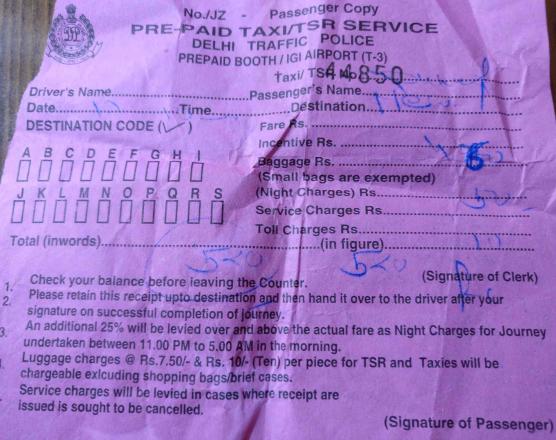 No./JZ - Passenger Copy
PRE-PAID TAXI/TSR SERVICE
DELHI TRAFFIC POLICE
PREPAID BOOTH / IGI AIRPORT (T-3)
Taxi/ TSR No. 44850
Driver's Name Passenger's Name
Date Time Destination
DESTINATION CODE (✓) Fare Rs.
Incentive Rs.
A B C D E F G H I Baggage Rs. 6
(Small bags are exempted)
J K L M N O P Q R S (Night Charges) Rs.
Service Charges Rs
Toll Charges Rs.
Total (inwords) (in figure)
520 520 (Signature of Clerk)
1. Check your balance before leaving the Counter.
2. Please retain this receipt upto destination and then hand it over to the driver after your
signature on successful completion of journey.
3. An additional 25% will be levied over and above the actual fare as Night Charges for Journey
undertaken between 11.00 PM to 5.00 AM in the morning.
Luggage charges @ Rs.7.50/- & Rs. 10/- (Ten) per piece for TSR and Taxies will be
chargeable exlcuding shopping bags/brief cases.
Service charges will be levied in cases where receipt are
issued is sought to be cancelled.
(Signature of Passenger)